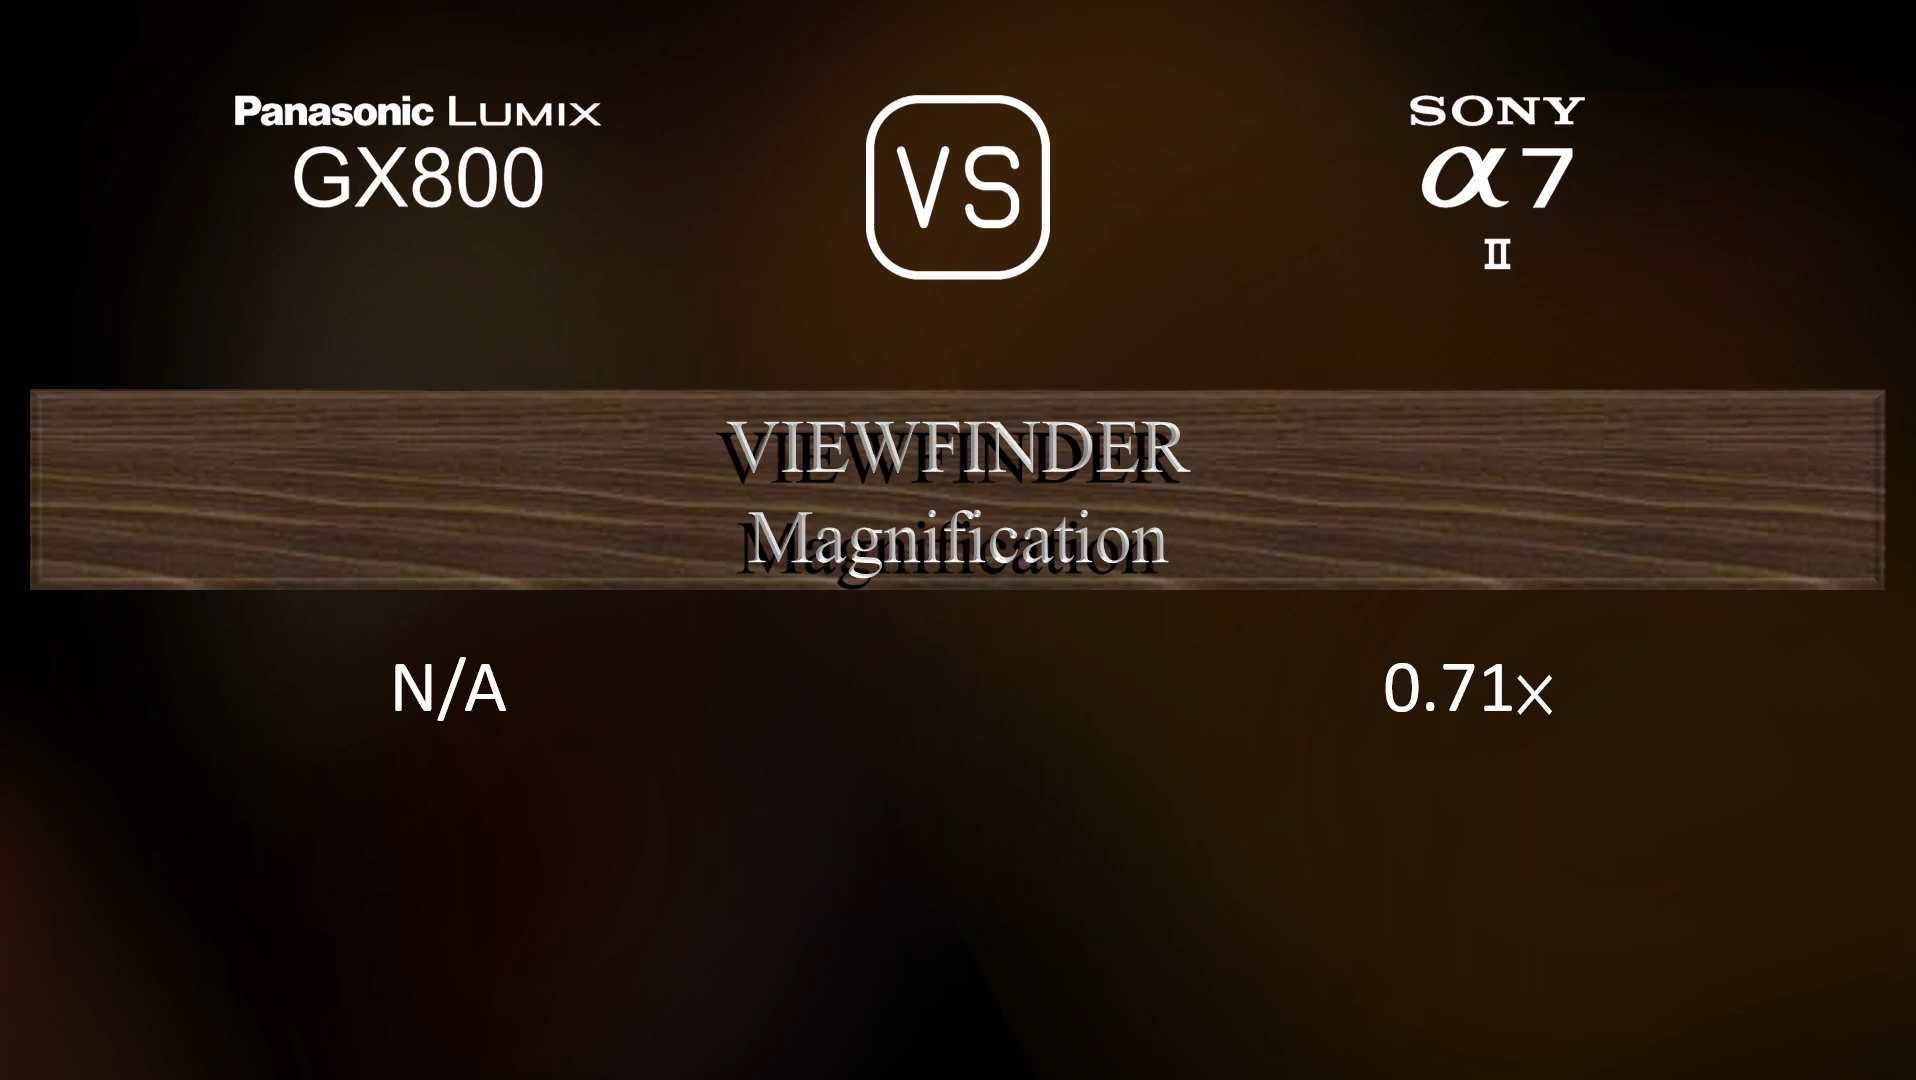 Panasonic LUMIX
GX800
VS
SONY
α7
II
VIEWFINDER
Magnification
N/A
0.71x